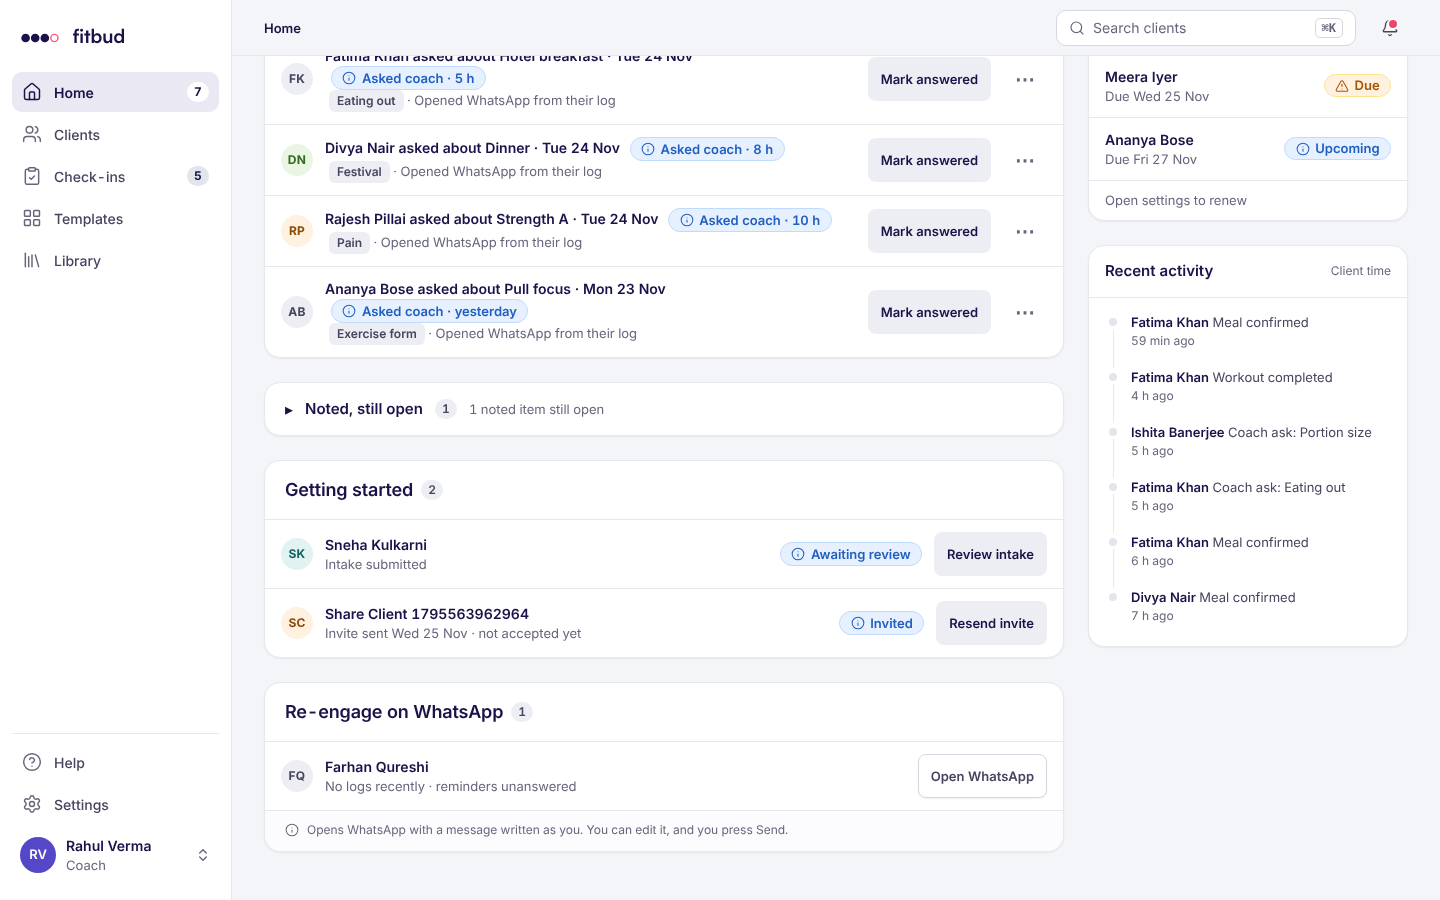 fitbud
Home
7
Clients
Check-ins
5
Templates
Library
Help
Settings
RV
Rahul Verma
Coach
Home
Search clients
⌘K
Fatima Khan asked about Hotel breakfast · Tue 24 Nov
FK
Asked coach · 5 h
Eating out · Opened WhatsApp from their log
Mark answered
DN
Divya Nair asked about Dinner · Tue 24 Nov
Asked coach · 8 h
Festival · Opened WhatsApp from their log
Mark answered
RP
Rajesh Pillai asked about Strength A · Tue 24 Nov
Asked coach · 10 h
Pain · Opened WhatsApp from their log
Mark answered
AB
Ananya Bose asked about Pull focus · Mon 23 Nov
Asked coach · yesterday
Exercise form · Opened WhatsApp from their log
Mark answered
Noted, still open
1
1 noted item still open
Getting started
2
SK
Sneha Kulkarni
Intake submitted
Awaiting review
Review intake
SC
Share Client 1795563962964
Invite sent Wed 25 Nov · not accepted yet
Invited
Resend invite
Re-engage on WhatsApp
1
FQ
Farhan Qureshi
No logs recently · reminders unanswered
Open WhatsApp
Opens WhatsApp with a message written as you. You can edit it, and you press Send.
Meera Iyer
Due Wed 25 Nov
Due
Ananya Bose
Due Fri 27 Nov
Upcoming
Open settings to renew
Recent activity
Client time
Fatima Khan Meal confirmed
59 min ago
Fatima Khan Workout completed
4 h ago
Ishita Banerjee Coach ask: Portion size
5 h ago
Fatima Khan Coach ask: Eating out
5 h ago
Fatima Khan Meal confirmed
6 h ago
Divya Nair Meal confirmed
7 h ago